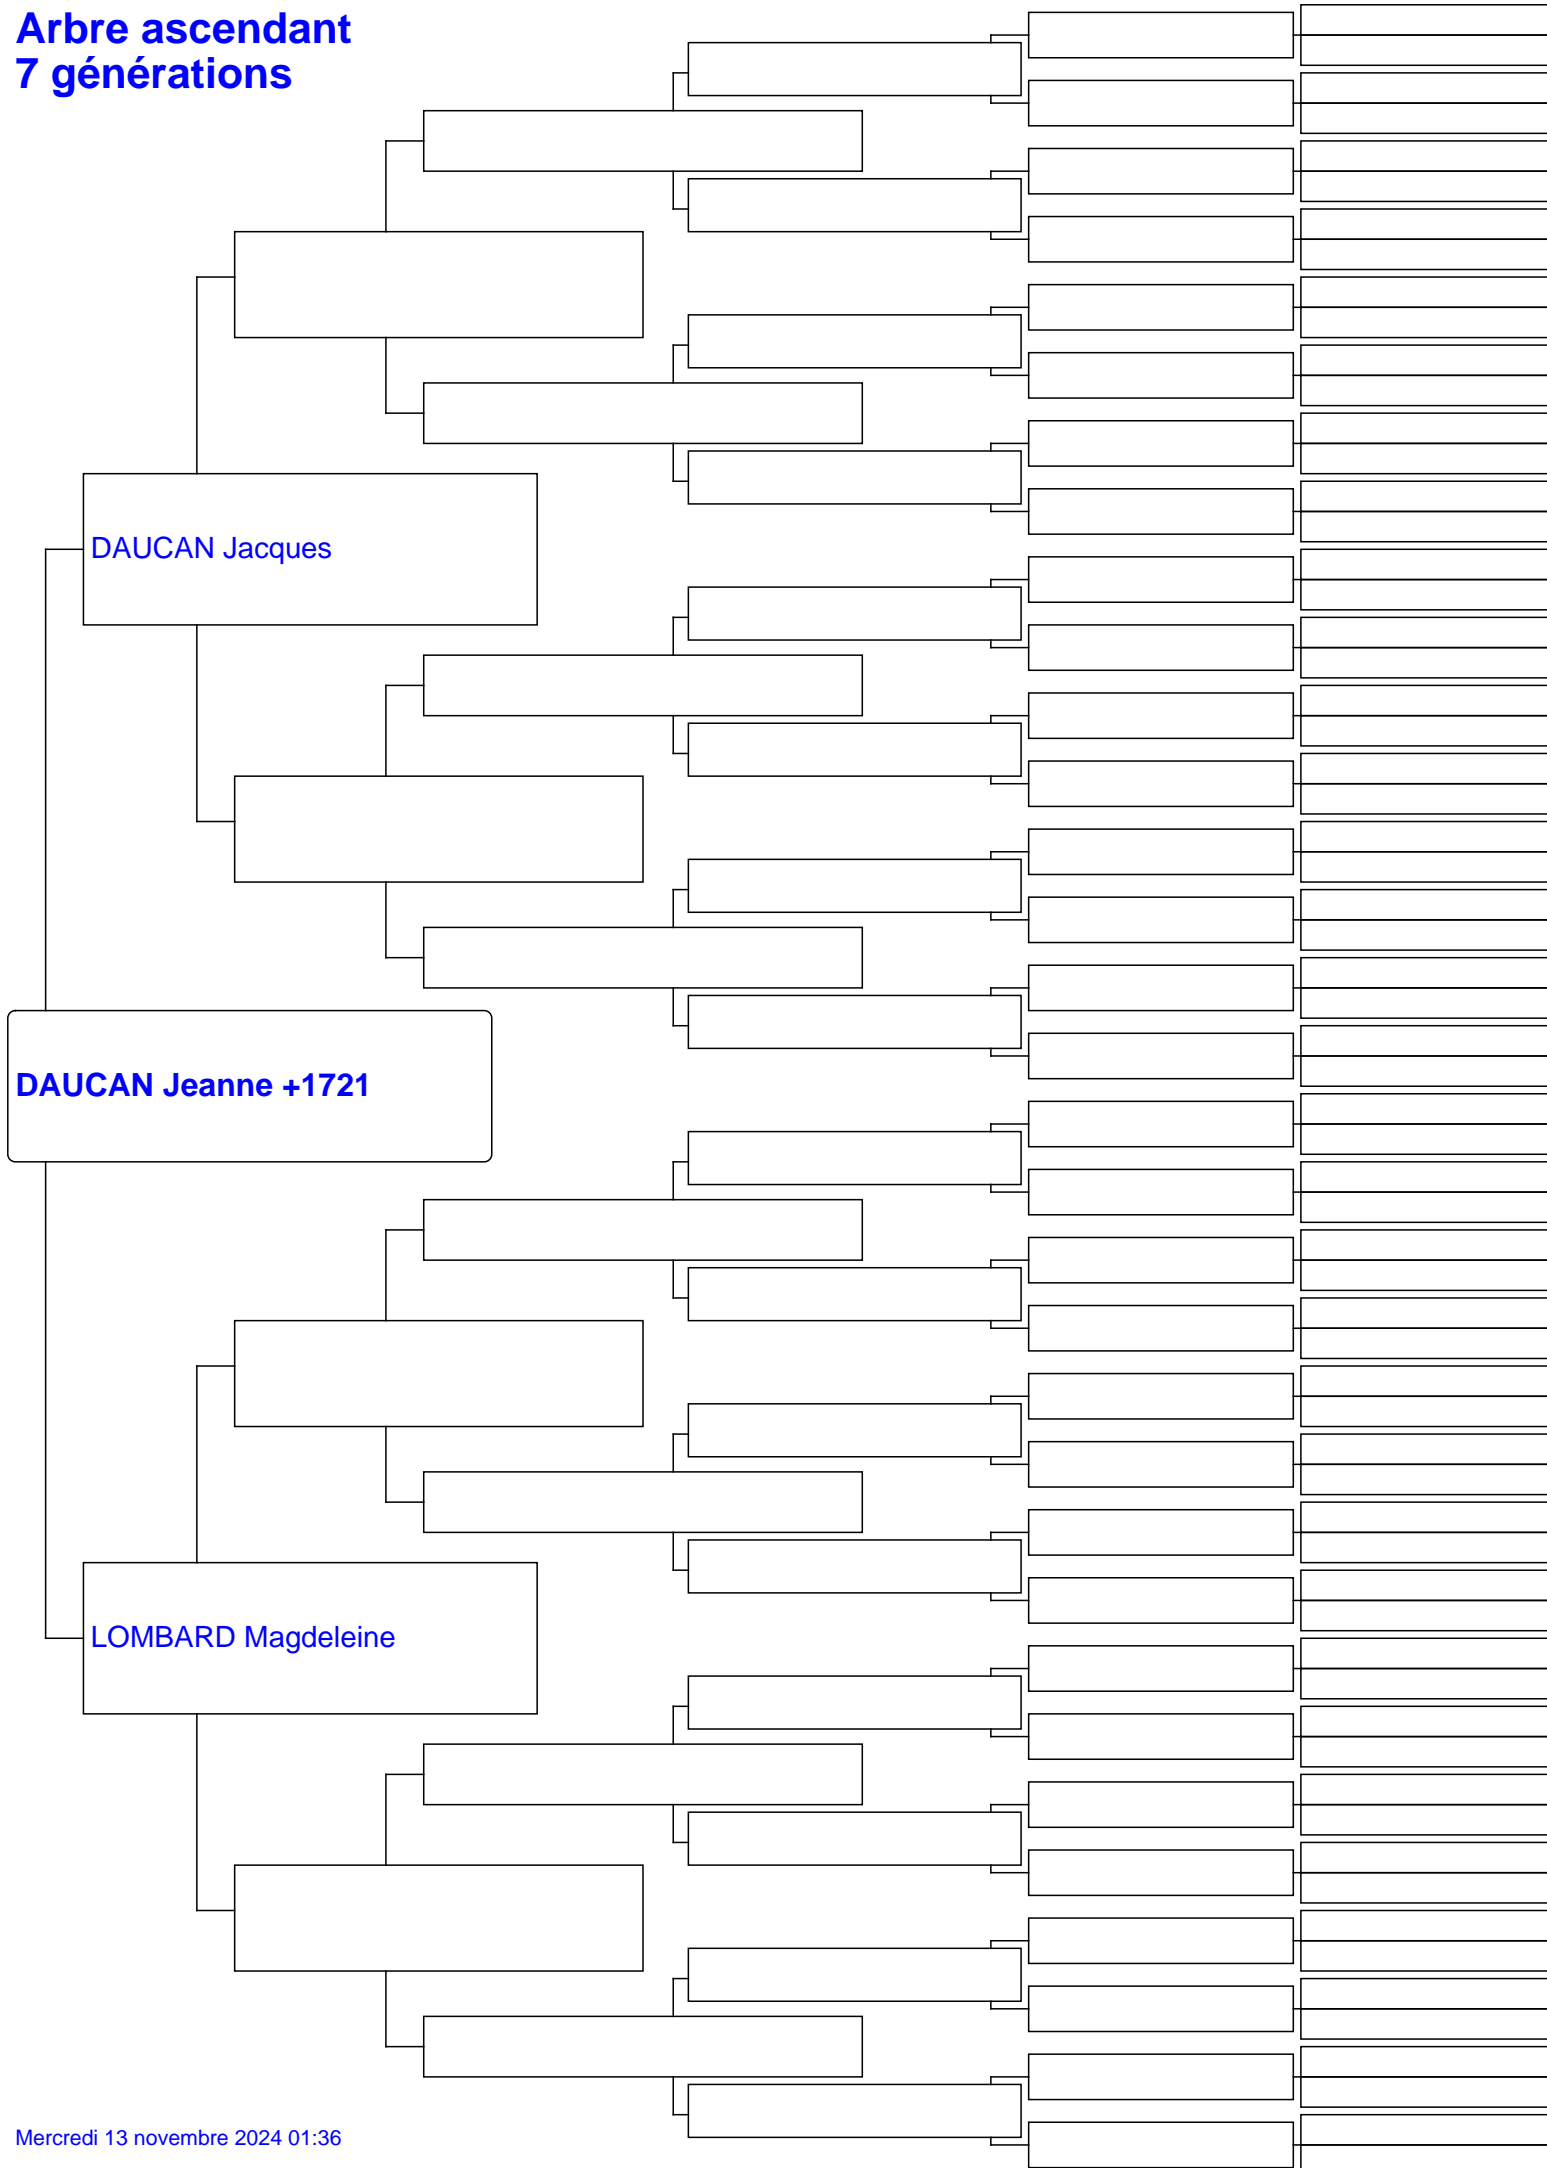 Arbre ascendant
7 générations
DAUCAN Jacques
DAUCAN Jeanne +1721
LOMBARD Magdeleine
Mercredi 13 novembre 2024 01:36